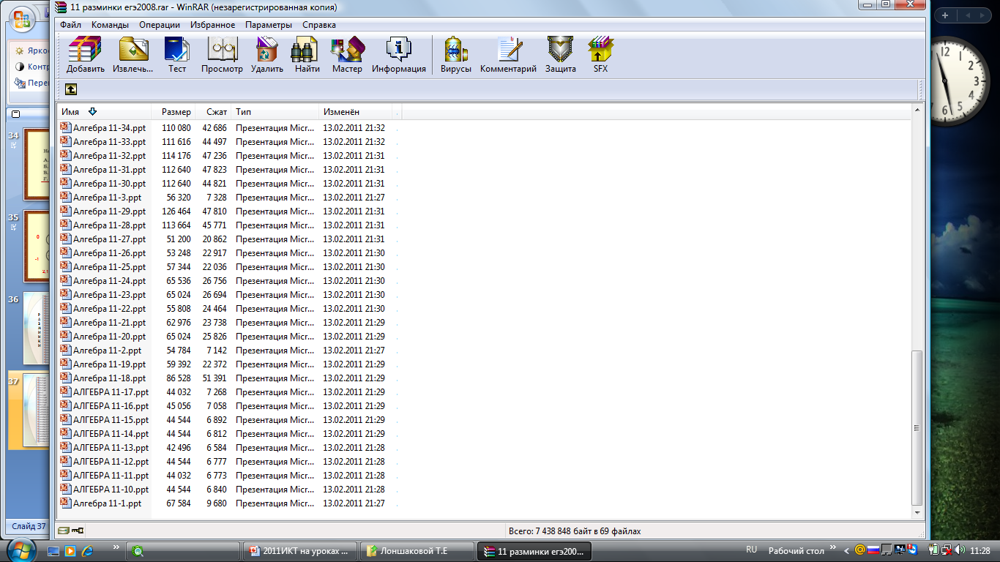 11 разминки егэ2008.rar - WinRAR (незарегистрированная копия)
Файл Команды Операции Избранное Параметры Справка
Добавить Извлечь... Тест Просмотр Удалить Найти Мастер Информация Вирусы Комментарий Защита SFX
Имя Размер Сжат Тип Изменён
Алгебра 11-34.ppt 110 080 42 686 Презентация Micr... 13.02.2011 21:32
Алгебра 11-33.ppt 111 616 44 497 Презентация Micr... 13.02.2011 21:32
Алгебра 11-32.ppt 114 176 47 236 Презентация Micr... 13.02.2011 21:31
Алгебра 11-31.ppt 112 640 47 823 Презентация Micr... 13.02.2011 21:31
Алгебра 11-30.ppt 112 640 44 821 Презентация Micr... 13.02.2011 21:31
Алгебра 11-3.ppt 56 320 7 328 Презентация Micr... 13.02.2011 21:27
Алгебра 11-29.ppt 126 464 47 810 Презентация Micr... 13.02.2011 21:31
Алгебра 11-28.ppt 113 664 45 771 Презентация Micr... 13.02.2011 21:31
Алгебра 11-27.ppt 51 200 20 862 Презентация Micr... 13.02.2011 21:31
Алгебра 11-26.ppt 53 248 22 917 Презентация Micr... 13.02.2011 21:30
Алгебра 11-25.ppt 57 344 22 036 Презентация Micr... 13.02.2011 21:30
Алгебра 11-24.ppt 65 536 26 756 Презентация Micr... 13.02.2011 21:30
Алгебра 11-23.ppt 65 024 26 694 Презентация Micr... 13.02.2011 21:30
Алгебра 11-22.ppt 55 808 24 464 Презентация Micr... 13.02.2011 21:30
Алгебра 11-21.ppt 62 976 23 738 Презентация Micr... 13.02.2011 21:29
Алгебра 11-20.ppt 65 024 25 826 Презентация Micr... 13.02.2011 21:29
Алгебра 11-2.ppt 54 784 7 142 Презентация Micr... 13.02.2011 21:27
Алгебра 11-19.ppt 59 392 22 372 Презентация Micr... 13.02.2011 21:29
Алгебра 11-18.ppt 86 528 51 391 Презентация Micr... 13.02.2011 21:29
АЛГЕБРА 11-17.ppt 44 032 7 268 Презентация Micr... 13.02.2011 21:29
АЛГЕБРА 11-16.ppt 45 056 7 058 Презентация Micr... 13.02.2011 21:29
АЛГЕБРА 11-15.ppt 44 544 6 892 Презентация Micr... 13.02.2011 21:29
АЛГЕБРА 11-14.ppt 44 544 6 812 Презентация Micr... 13.02.2011 21:29
АЛГЕБРА 11-13.ppt 42 496 6 584 Презентация Micr... 13.02.2011 21:28
АЛГЕБРА 11-12.ppt 44 544 6 777 Презентация Micr... 13.02.2011 21:28
АЛГЕБРА 11-11.ppt 44 032 6 773 Презентация Micr... 13.02.2011 21:28
АЛГЕБРА 11-10.ppt 44 544 6 840 Презентация Micr... 13.02.2011 21:28
Алгебра 11-1.ppt 67 584 9 680 Презентация Micr... 13.02.2011 21:27
Всего: 7 438 848 байт в 69 файлах
34
35
36
РАЗМИНКИ
37
Слайд 37
12 2 3 4 5 6
2011ИКТ на уроках ... Лоншаковой Т.Е 11 разминки егэ200... RU Рабочий стол 11:28